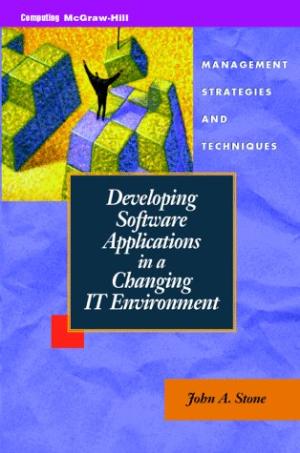 Computing McGraw-Hill
MANAGEMENT
STRATEGIES
AND
TECHNIQUES
Developing
Software
Applications
in a
Changing
IT Environment
John A. Stone